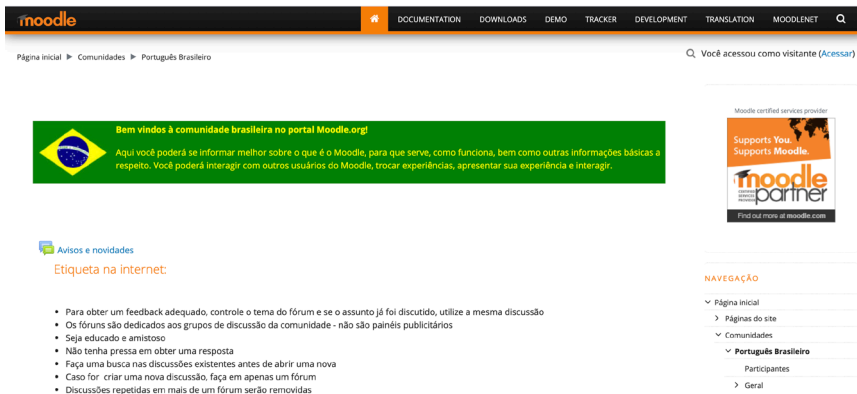 moodle
DOCUMENTATION DOWNLOADS DEMO TRACKER DEVELOPMENT TRANSLATION MOODLENET
Página inicial ▶ Comunidades ▶ Português Brasileiro
Você acessou como visitante (Acessar)
Bem vindos à comunidade brasileira no portal Moodle.org!
Aqui você poderá se informar melhor sobre o que é o Moodle, para que serve, como funciona, bem como outras informações básicas a
respeito. Você poderá interagir com outros usuários do Moodle, trocar experiências, apresentar sua experiência e interagir.
Avisos e novidades
Etiqueta na internet:
• Para obter um feedback adequado, controle o tema do fórum e se o assunto já foi discutido, utilize a mesma discussão
• Os fóruns são dedicados aos grupos de discussão da comunidade - não são painéis publicitários
• Seja educado e amistoso
• Não tenha pressa em obter uma resposta
• Faça uma busca nas discussões existentes antes de abrir uma nova
• Caso for criar uma nova discussão, faça em apenas um fórum
• Discussões repetidas em mais de um fórum serão removidas
Moodle certified services provider
Supports You.
Supports Moodle.
moodle
CERTIFIED SERVICES PROVIDER partner
Find out more at moodle.com
NAVEGAÇÃO
Página inicial
Páginas do site
Comunidades
Português Brasileiro
Participantes
Geral